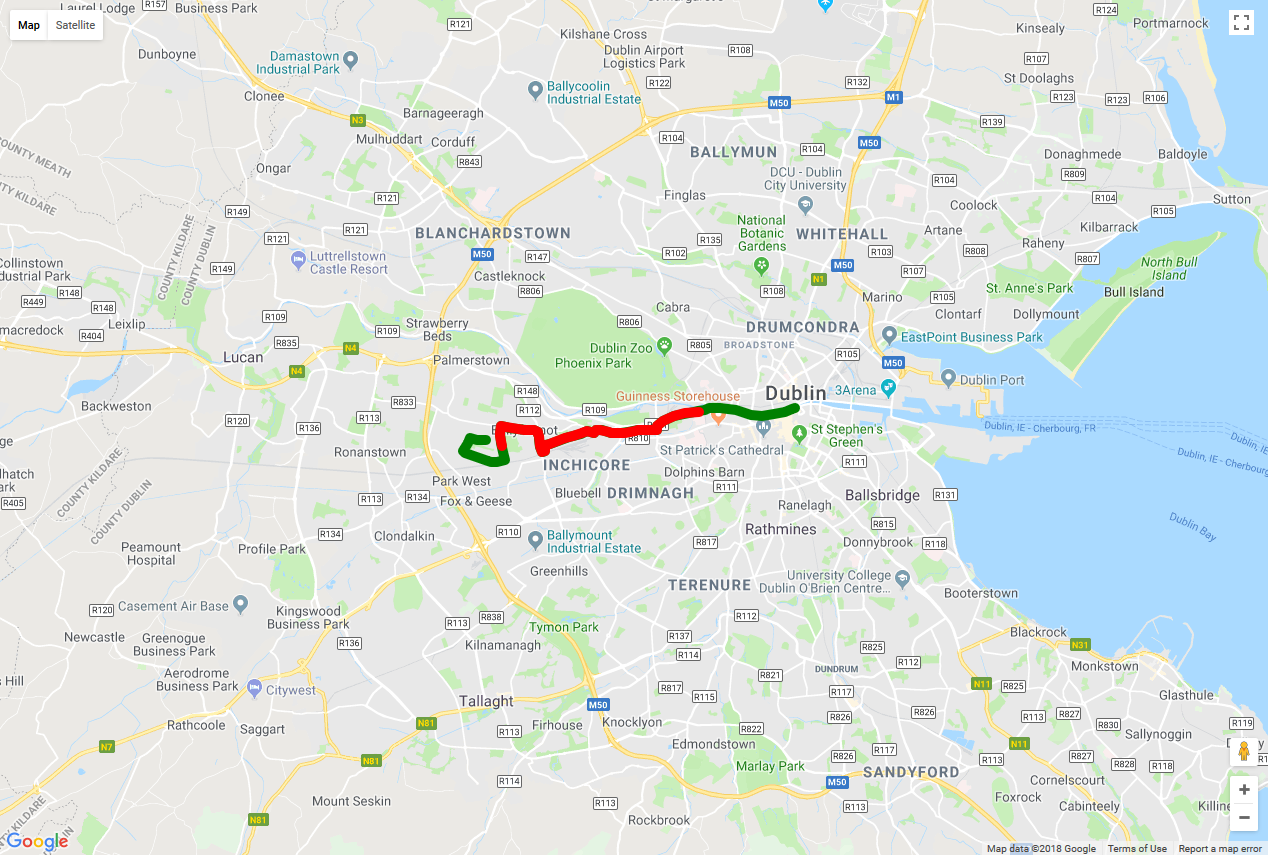 Map
Satellite
Laurel Lodge
R157
Business Park
R121
Kilshane Cross
R124
Portmarnock
Kinsealy
Dunboyne
Damastown
Industrial Park
Dublin Airport
Logistics Park
R108
R107
St Doolaghs
R122
R132
Clonee
Ballycoolin
Industrial Estate
M50
M1
R123
R123
R106
Barnageeragh
N3
R139
Mulhuddart
Corduff
R104
M50
COUNTY MEATH
COUNTY KILDARE
R843
BALLYMUN
R104
Donaghmede
Baldoyle
Ongar
DCU - Dublin
City University
R809
R104
R121
Finglas
R104
R105
Sutton
R149
Coolock
National
Botanic
Gardens
Kilbarrack
R121
R121
BLANCHARDSTOWN
R135
WHITEHALL
Artane
Raheny
COUNTY KILDARE
COUNTY DUBLIN
M50
R147
R102
R103
R808
R807
Luttrellstown
Castle Resort
Collinstown
Industrial Park
R149
Castleknock
M50
R107
North Bull
Island
N1
R148
R806
R108
Marino
R105
St. Anne's Park
Bull Island
R449
R148
Cabra
Clontarf
Dollymount
macredock
Leixlip
R109
R806
DRUMCONDRA
R404
R109
Strawberry
Beds
R835
Dublin Zoo
Phoenix Park
R805
BROADSTONE
EastPoint Business Park
N4
Lucan
Palmerstown
R105
M50
N4
Dublin Port
R148
Guinness Storehouse
Dublin
3Arena
Backweston
R833
R112
R109
R120
R113
R136
Dublin, IE - Cherbourg, FR
St Stephen's
Green
R810
Ronanstown
St Patrick's Cathedral
INCHICORE
R111
Dolphins Barn
Park West
R113
R134
Fox & Geese
Bluebell
DRIMNAGH
R111
Ballsbridge
R131
R405
COUNTY KILDARE
COUNTY DUBLIN
Ranelagh
R134
Clondalkin
R110
Rathmines
R815
Dublin Bay
Peamount
Hospital
Profile Park
Ballymount
Industrial Estate
R817
Donnybrook
R118
Greenhills
TERENURE
University College
Dublin O'Brien Centre...
Booterstown
R120
Casement Air Base
Kingswood
Business Park
R113
R838
R112
Tymon Park
Newcastle
Greenogue
Business Park
R136
Kilnamanagh
R137
R114
Blackrock
N31
R825
R112
Monkstown
Aerodrome
Business Park
Citywest
DUNDRUM
R821
N11
R825
Glasthule
Tallaght
R817
R115
R117
M50
Rathcoole
Saggart
N81
Firhouse
Knocklyon
R826
R826
R113
R827
R830
R119
R113
R822
Sallynoggin
N7
N81
Edmondstown
R117
R826
N11
R113
R827
R828
R118
Marlay Park
SANDYFORD
R114
M50
Cornelscourt
Mount Seskin
R113
R113
Foxrock
Cabinteely
N81
Rockbrook
Google
Map data ©2018 Google
Terms of Use
Report a map error